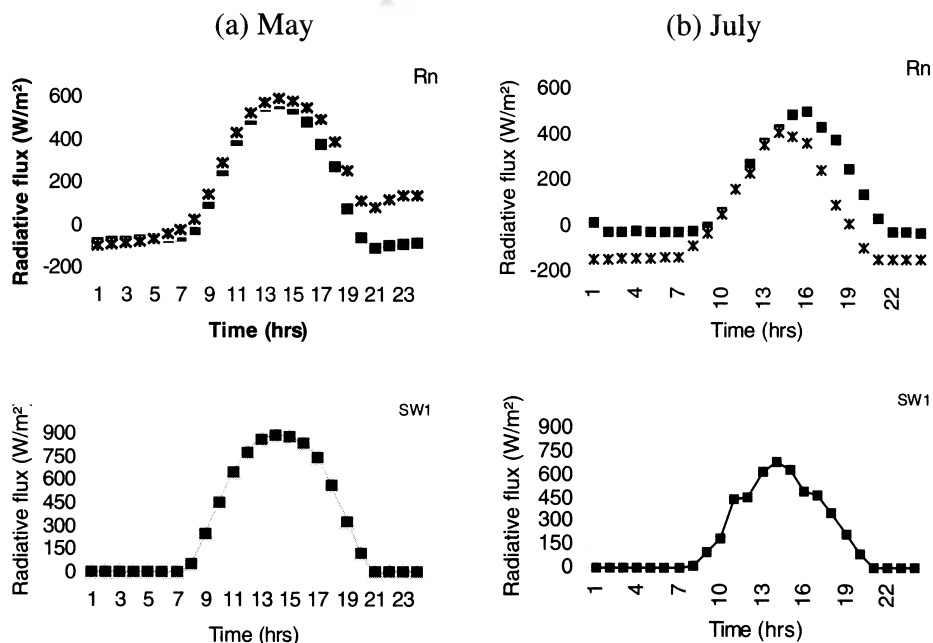 (a) May
(b) July
Rn
Radiative flux (W/m²)
600
400
200
0
-200
1 3 5 7 9 11 13 15 17 19 21 23
Time (hrs)
Rn
Radiative flux (W/m²)
600
400
200
0
-200
1 4 7 10 13 16 19 22
Time (hrs)
SW1
Radiative flux (W/m²)
900
750
600
450
300
150
0
1 3 5 7 9 11 13 15 17 19 21 23
Time (hrs)
SW1
Radiative flux (W/m²)
900
750
600
450
300
150
0
1 4 7 10 13 16 19 22
Time (hrs)